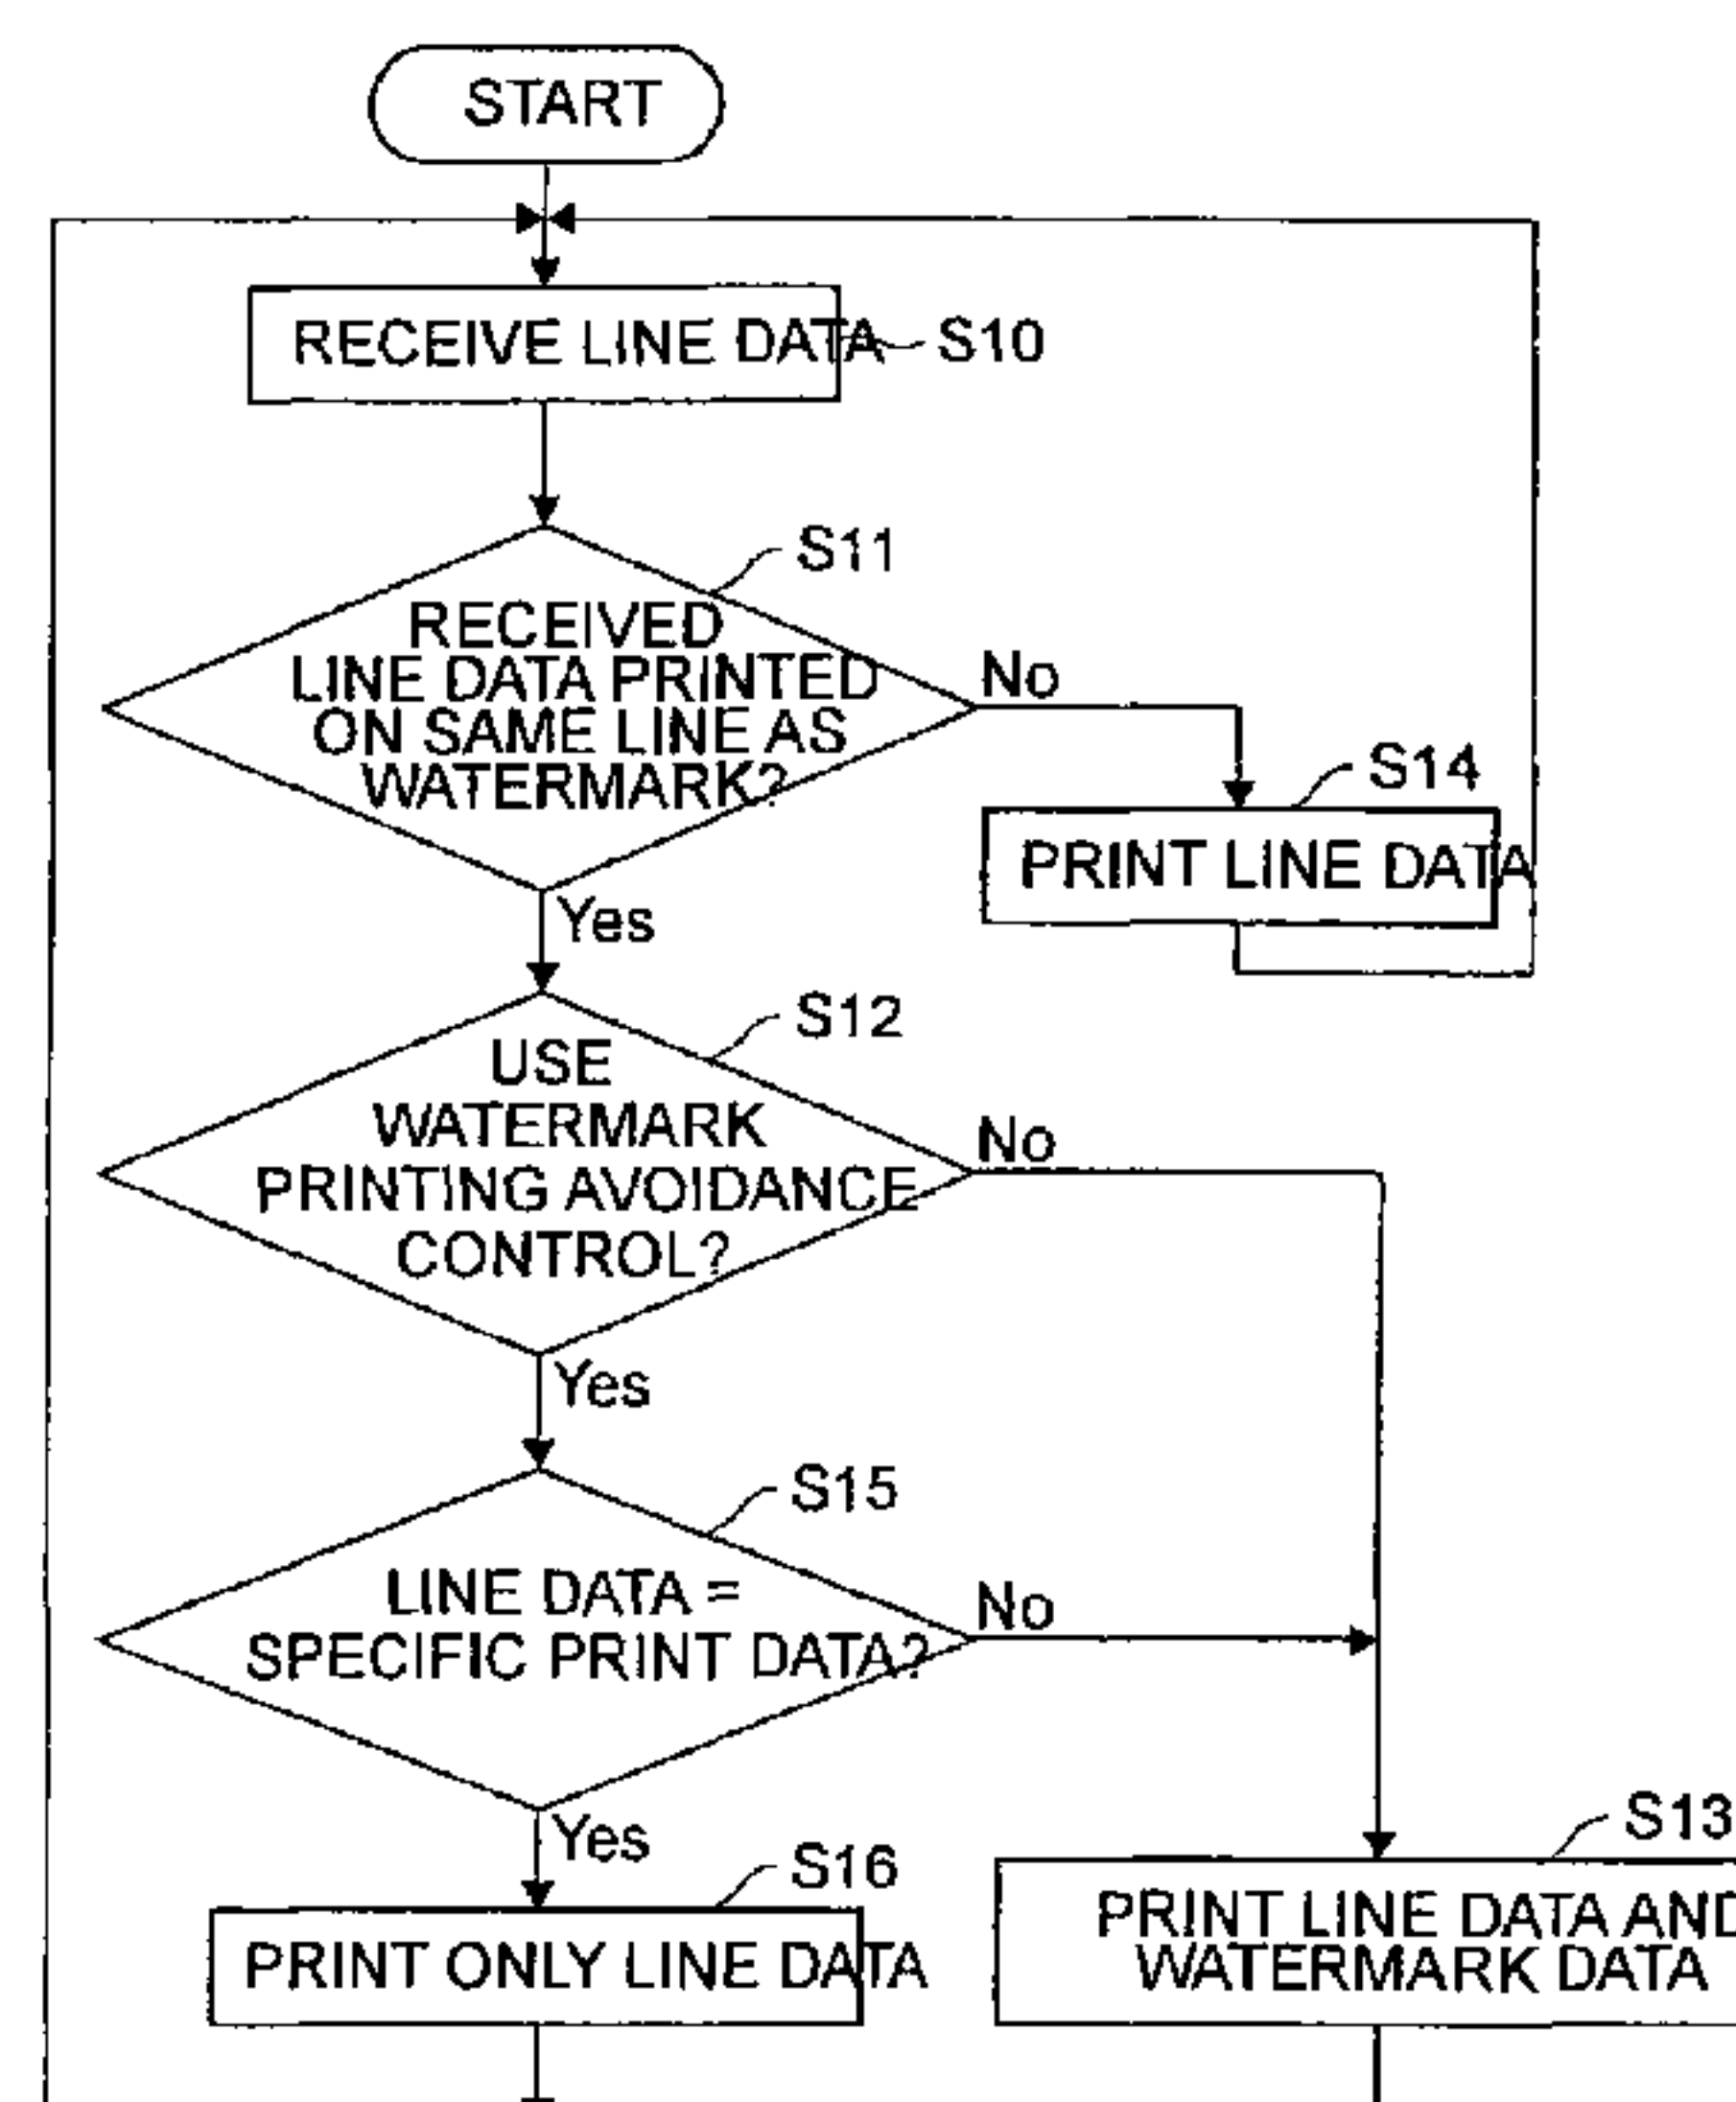 START
RECEIVE LINE DATA
S10
S11
RECEIVED
LINE DATA PRINTED
ON SAME LINE AS
WATERMARK?
No
Yes
S14
PRINT LINE DATA
S12
USE
WATERMARK
PRINTING AVOIDANCE
CONTROL?
No
Yes
S15
LINE DATA =
SPECIFIC PRINT DATA?
No
Yes
S16
PRINT ONLY LINE DATA
S13
PRINT LINE DATA AND
WATERMARK DATA